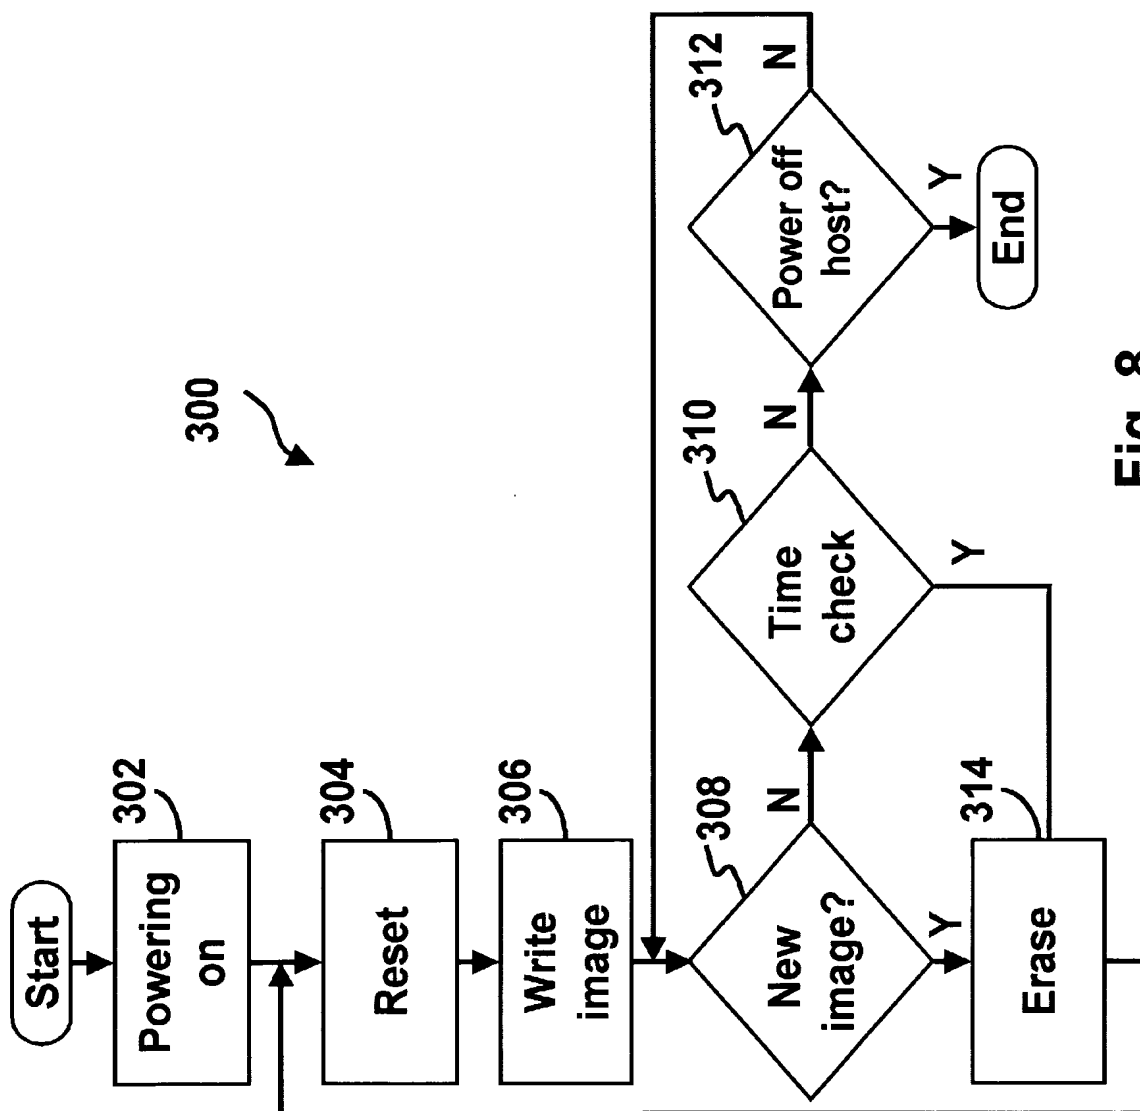 300
Start
Powering
on
302
Reset
304
Write
image
306
New
image?
308
N
Y
Time
check
310
N
Y
Power off
host?
312
N
Y
End
Erase
314
Fig. 8